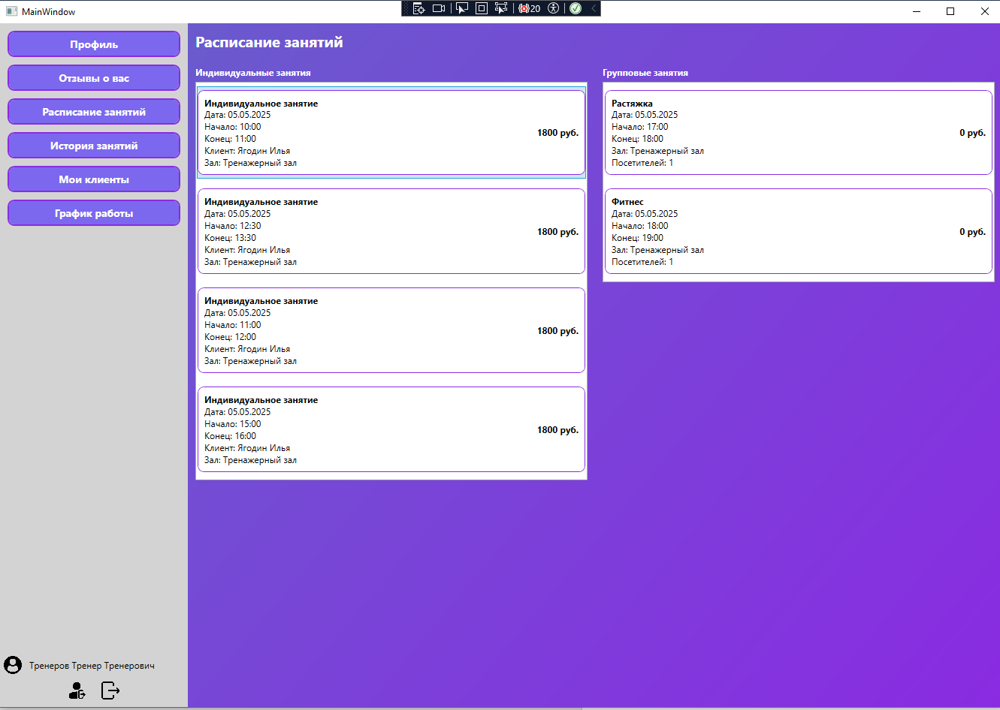 MainWindow
20
Профиль
Отзывы о вас
Расписание занятий
История занятий
Мои клиенты
График работы
Тренеров Тренер Тренерович
Расписание занятий
Индивидуальные занятия
Индивидуальное занятие
Дата: 05.05.2025
Начало: 10:00
Конец: 11:00
Клиент: Ягодин Илья
Зал: Тренажерный зал
1800 руб.
Индивидуальное занятие
Дата: 05.05.2025
Начало: 12:30
Конец: 13:30
Клиент: Ягодин Илья
Зал: Тренажерный зал
1800 руб.
Индивидуальное занятие
Дата: 05.05.2025
Начало: 11:00
Конец: 12:00
Клиент: Ягодин Илья
Зал: Тренажерный зал
1800 руб.
Индивидуальное занятие
Дата: 05.05.2025
Начало: 15:00
Конец: 16:00
Клиент: Ягодин Илья
Зал: Тренажерный зал
1800 руб.
Групповые занятия
Растяжка
Дата: 05.05.2025
Начало: 17:00
Конец: 18:00
Зал: Тренажерный зал
Посетителей: 1
0 руб.
Фитнес
Дата: 05.05.2025
Начало: 18:00
Конец: 19:00
Зал: Тренажерный зал
Посетителей: 1
0 руб.